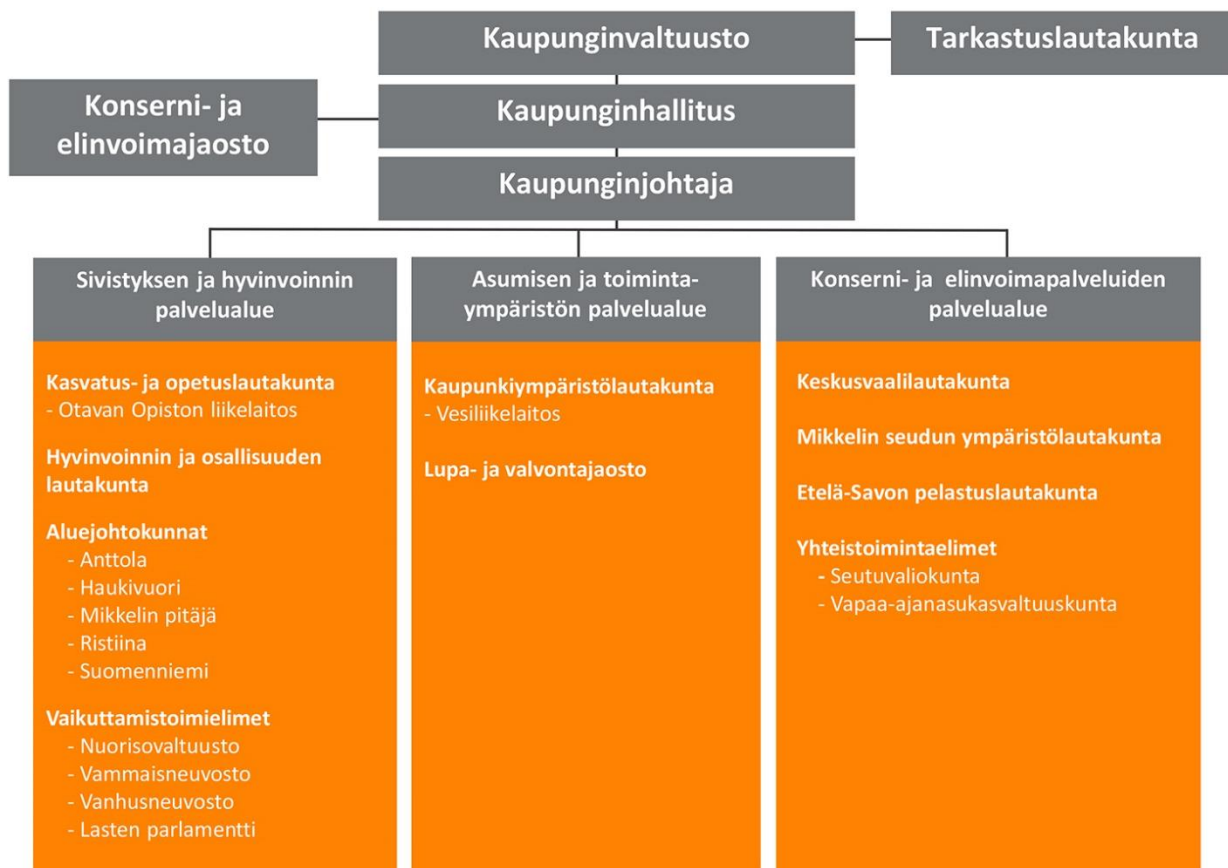 Kaupunginvaltuusto
Tarkastuslautakunta
Konserni- ja
elinvoimajaosto
Kaupunginhallitus
Kaupunginjohtaja
Sivistyksen ja hyvinvoinnin
palvelualue
Kasvatus- ja opetuslautakunta
- Otavan Opiston liikelaitos
Hyvinvoinnin ja osallisuuden
lautakunta
Aluejohtokunnat
- Anttola
- Haukivuori
- Mikkelin pitäjä
- Ristiina
- Suomenniemi
Vaikuttamistoimielimet
- Nuorisovaltuusto
- Vammaisneuvosto
- Vanhusneuvosto
- Lasten parlamentti
Asumisen ja toiminta-
ympäristön palvelualue
Kaupunkiympäristölautakunta
- Vesiliikelaitos
Lupa- ja valvontajaosto
Konserni- ja elinvoimapalveluiden
palvelualue
Keskusvaalilautakunta
Mikkelin seudun ympäristölautakunta
Etelä-Savon pelastuslautakunta
Yhteistoimintaelimet
- Seutuvaliokunta
- Vapaa-ajanasukasvaltuuskunta